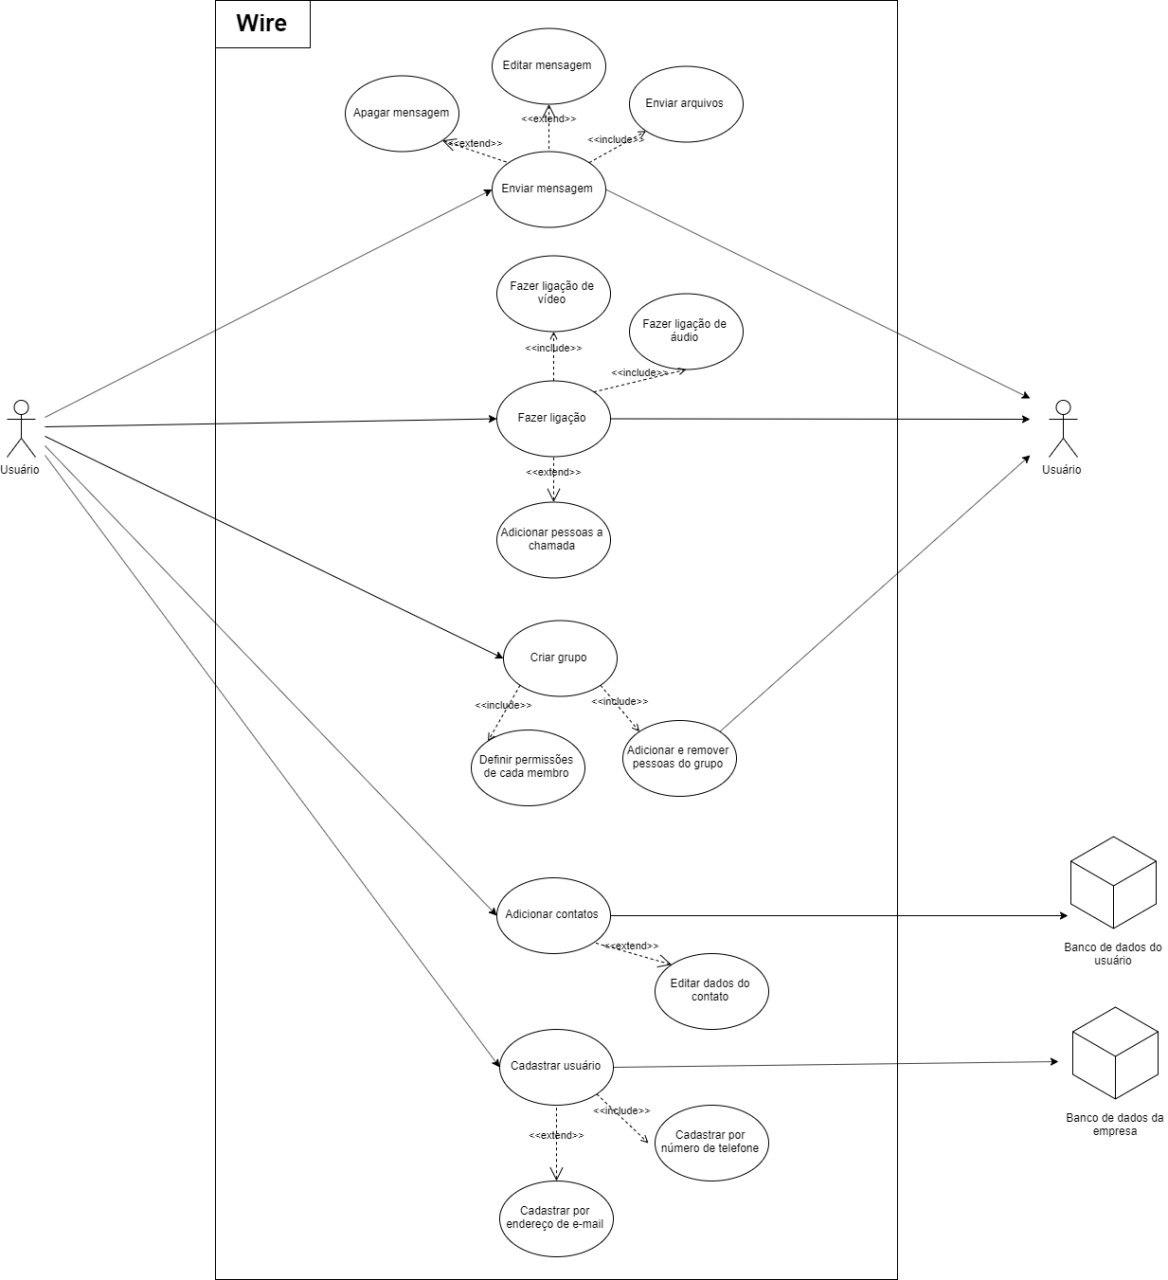 Wire
Editar mensagem
Enviar arquivos
Apagar mensagem
<<extend>>
<<include>>
<<extend>>
Enviar mensagem
Fazer ligação de
vídeo
Fazer ligação de
áudio
<<include>>
<<include>>
Fazer ligação
Usuário
Usuário
<<extend>>
Adicionar pessoas a
chamada
Criar grupo
<<include>>
<<include>>
Definir permissões
de cada membro
Adicionar e remover
pessoas do grupo
Adicionar contatos
<<extend>>
Banco de dados do
usuário
Editar dados do
contato
Cadastrar usuário
<<include>>
Banco de dados da
empresa
<<extend>>
Cadastrar por
número de telefone
Cadastrar por
endereço de e-mail